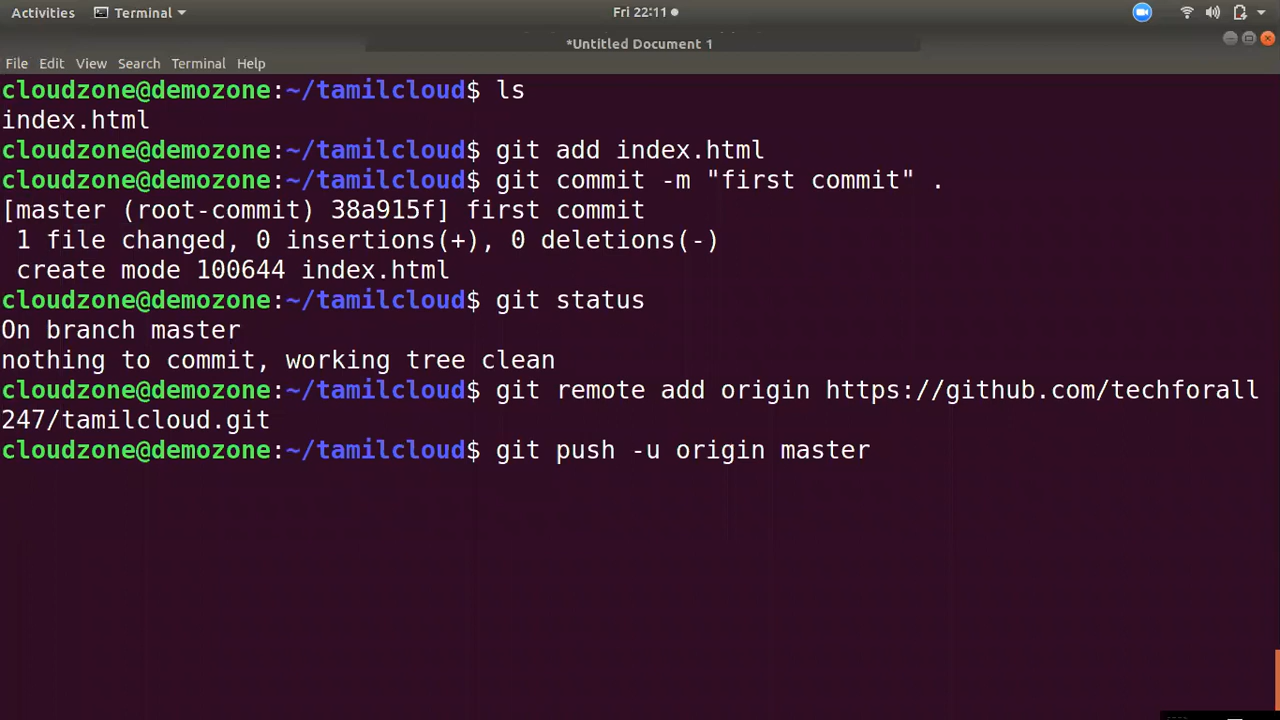 Activities Terminal Fri 22:11
*Untitled Document 1
File Edit View Search Terminal Help
cloudzone@demozone:~/tamilcloud$ ls
index.html
cloudzone@demozone:~/tamilcloud$ git add index.html
cloudzone@demozone:~/tamilcloud$ git commit -m "first commit" .
[master (root-commit) 38a915f] first commit
 1 file changed, 0 insertions(+), 0 deletions(-)
 create mode 100644 index.html
cloudzone@demozone:~/tamilcloud$ git status
On branch master
nothing to commit, working tree clean
cloudzone@demozone:~/tamilcloud$ git remote add origin https://github.com/techforall
247/tamilcloud.git
cloudzone@demozone:~/tamilcloud$ git push -u origin master